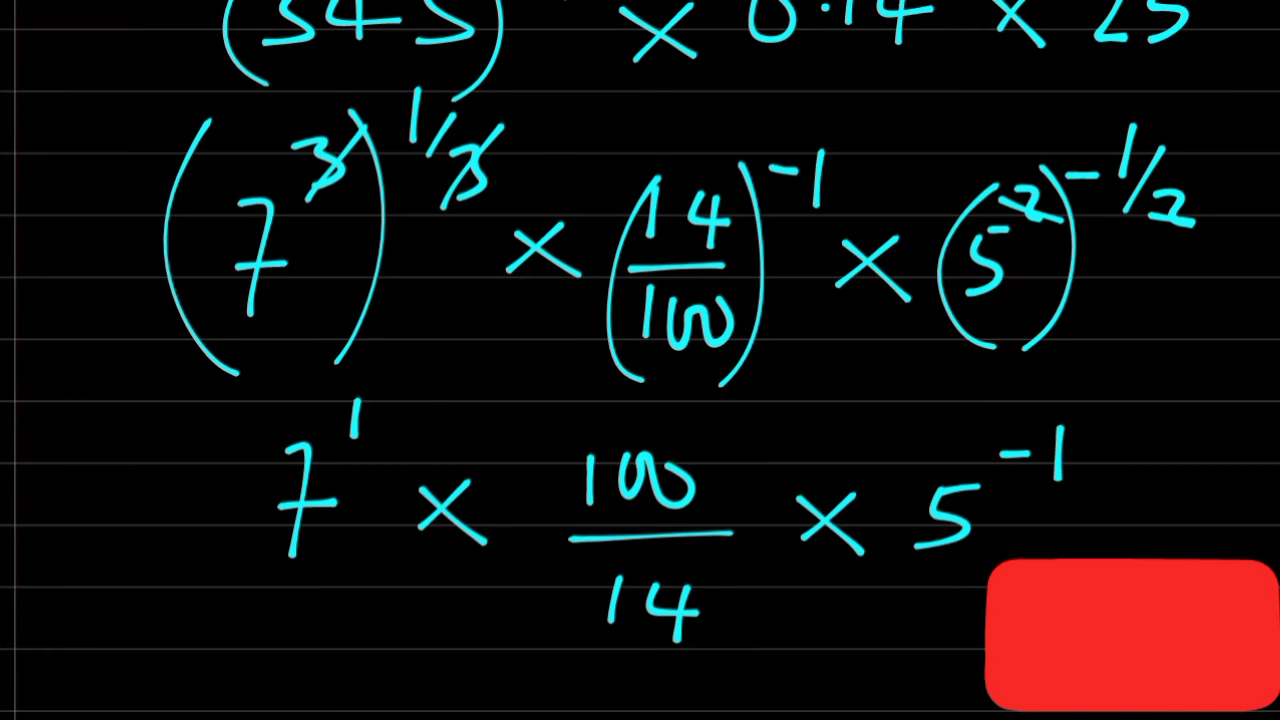 (343) × 0.14 × 25
(7^3)^1/3 × (14/100)^-1 × (5^2)^-1/2
7^1 × 100/14 × 5^-1